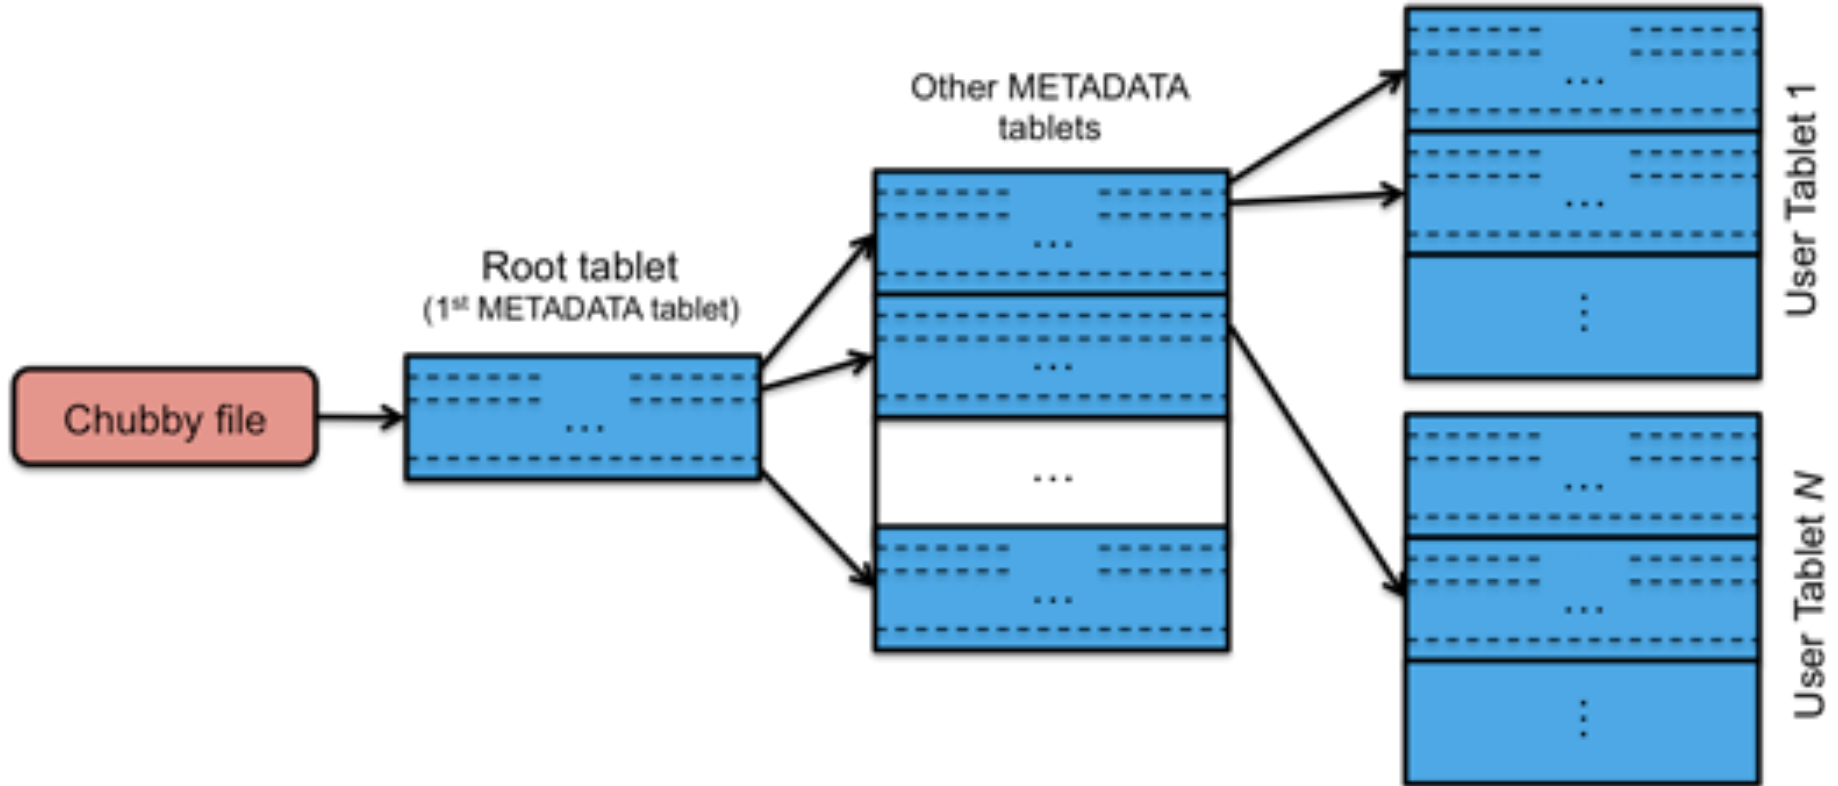 Chubby file
Root tablet
(1st METADATA tablet)
...
Other METADATA
tablets
...
...
...
...
User Tablet 1
...
...
...
User Tablet N
...
...
...